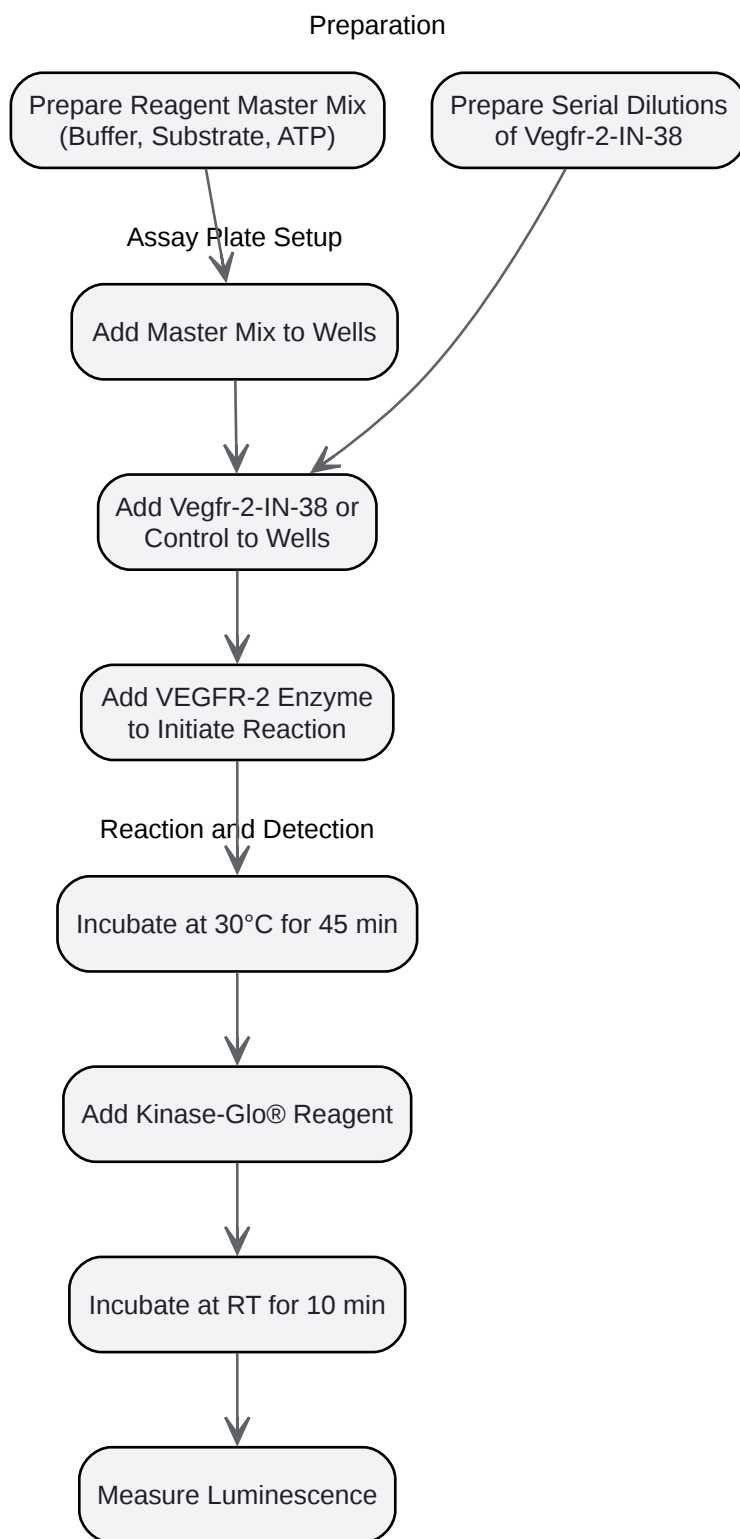 Preparation
Prepare Reagent Master Mix
(Buffer, Substrate, ATP)
Prepare Serial Dilutions
of Vegfr-2-IN-38
Assay Plate Setup
Add Master Mix to Wells
Add Vegfr-2-IN-38 or
Control to Wells
Add VEGFR-2 Enzyme
to Initiate Reaction
Reaction and Detection
Incubate at 30°C for 45 min
Add Kinase-Glo® Reagent
Incubate at RT for 10 min
Measure Luminescence